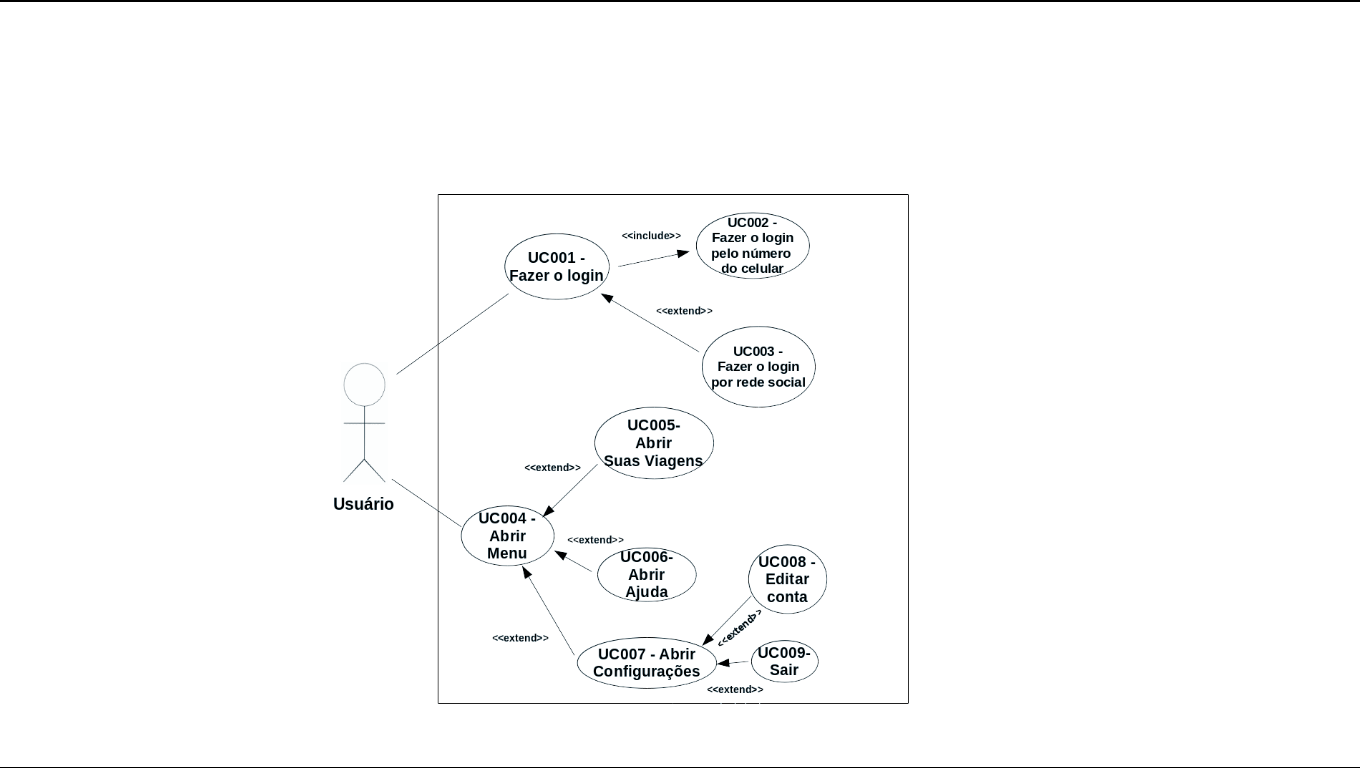 UC002 -
Fazer o login
pelo número
do celular
<<include>>
UC001 -
Fazer o login
<<extend>>
UC003 -
Fazer o login
por rede social
UC005-
Abrir
Suas Viagens
<<extend>>
Usuário
UC004 -
Abrir
Menu
<<extend>>
UC006-
Abrir
Ajuda
UC008 -
Editar
conta
<<extend>>
<<extend>>
UC007 - Abrir
Configurações
UC009-
Sair
<<extend>>